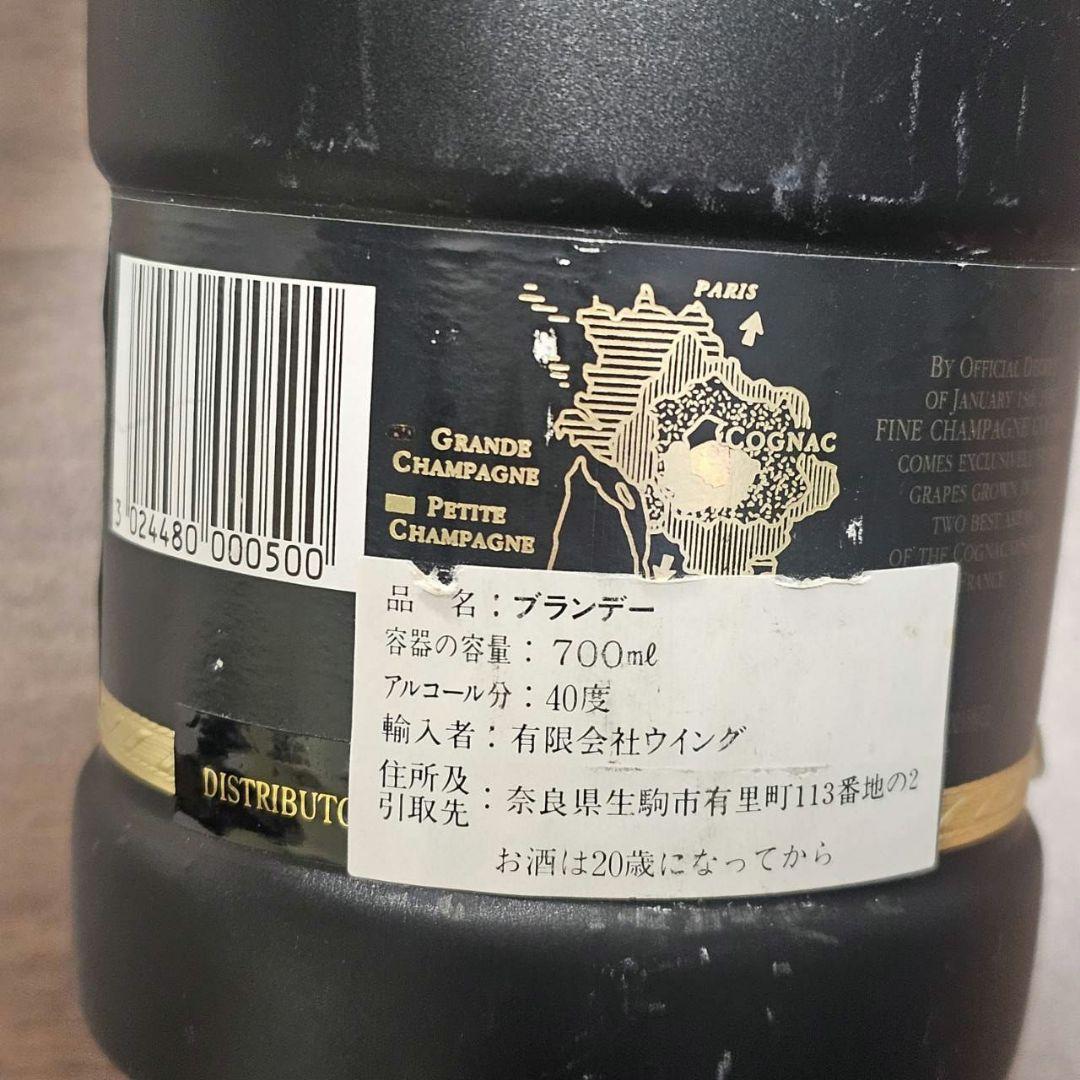 PARIS
COGNAC
GRANDE
CHAMPAGNE
PETITE
CHAMPAGNE
3 024480 000500
BY OFFICIAL
OF JANUARY
FINE CHAMPAGNE
COMES EXCLUSIVELY
GRAPES GROWN
TWO BEST
OF THE COGNAC
FRANCE
品 名：ブランデー
容器の容量：700ml
アルコール分：40度
輸入者：有限会社ウイング
住所及
引取先：奈良県生駒市有里町113番地の2
お酒は20歳になってから